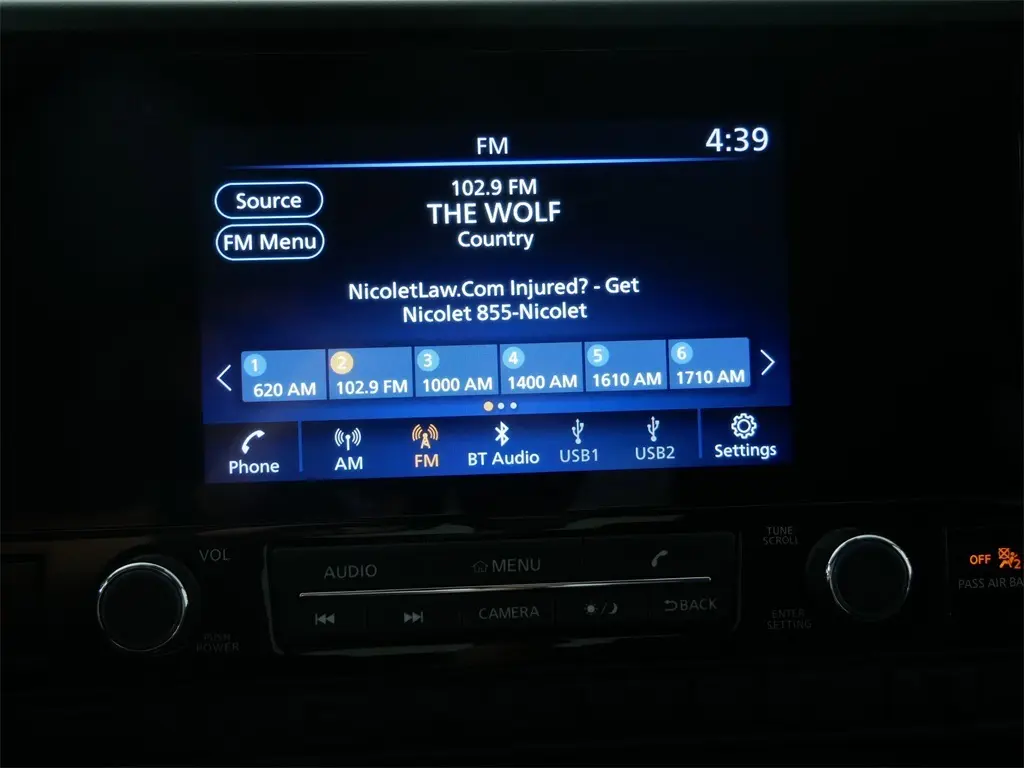 FM
4:39
Source
FM Menu
102.9 FM
THE WOLF
Country
NicoletLaw.Com Injured? - Get
Nicolet 855-Nicolet
1
620 AM
2
102.9 FM
3
1000 AM
4
1400 AM
5
1610 AM
6
1710 AM
Phone
AM
FM
BT Audio
USB1
USB2
Settings
VOL
PUSH
POWER
AUDIO
MENU
CAMERA
BACK
TUNE
SCROLL
ENTER
SETTING
OFF
2
PASS AIR BA